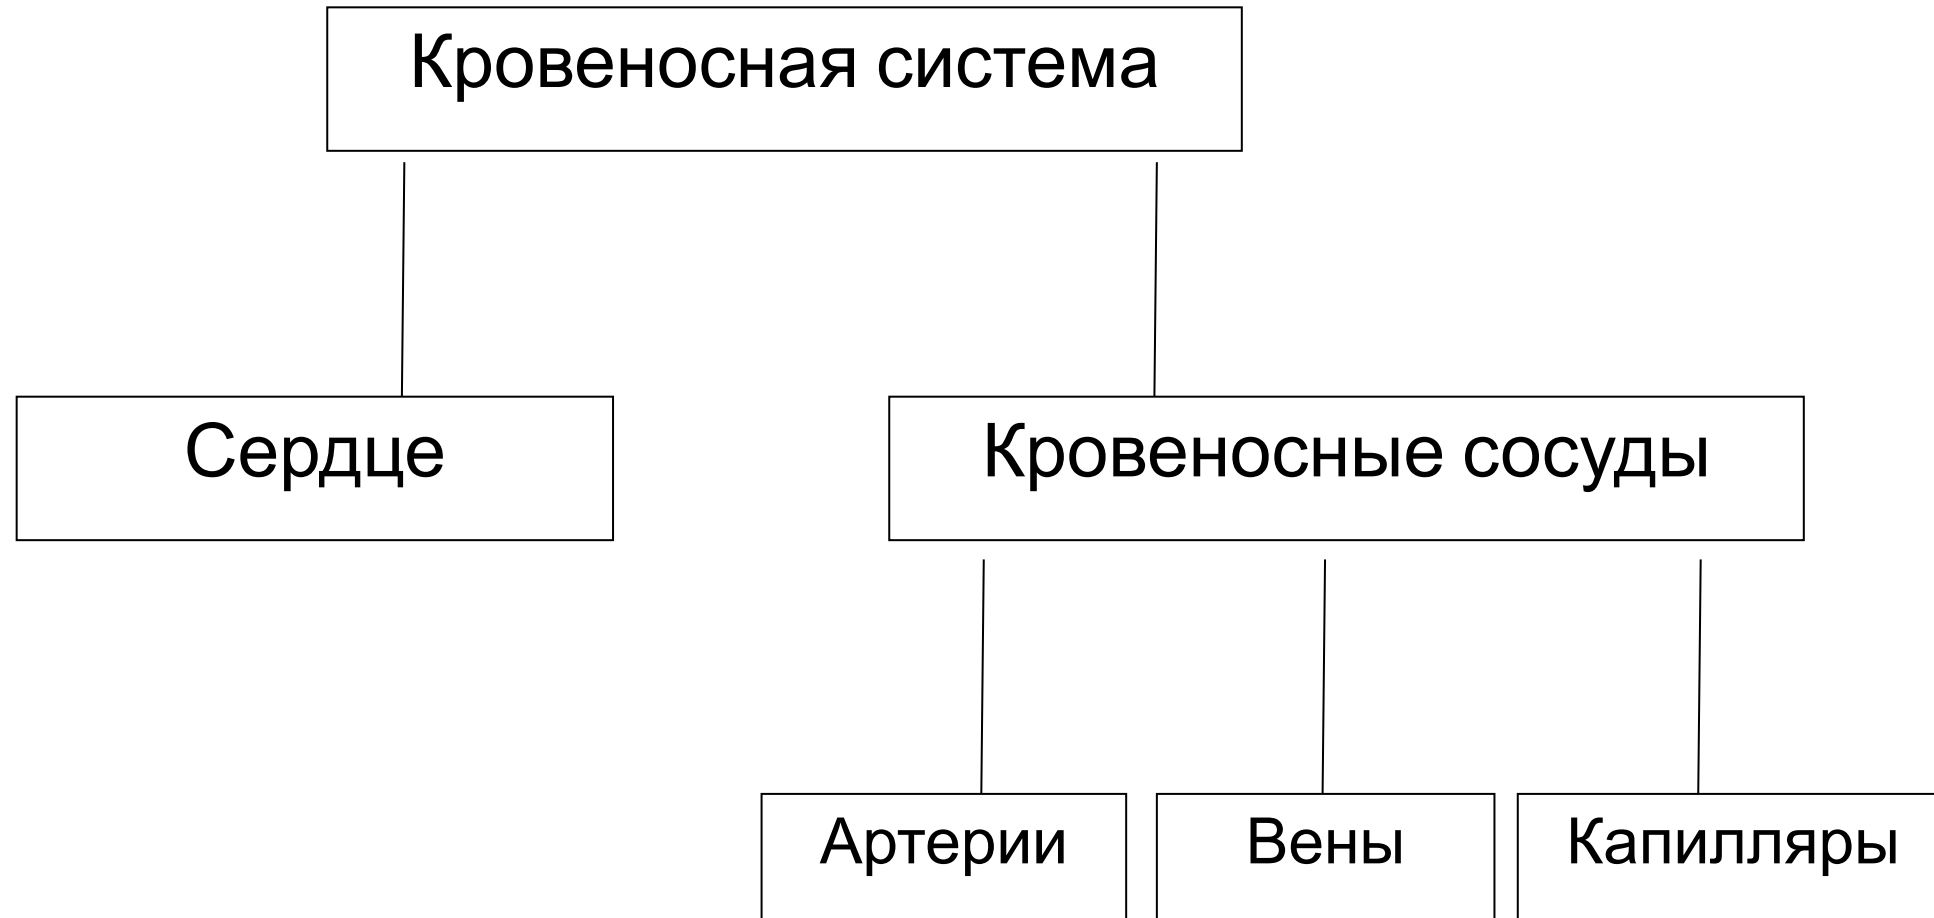 Кровеносная система
Сердце
Кровеносные сосуды
Артерии
Вены
Капилляры